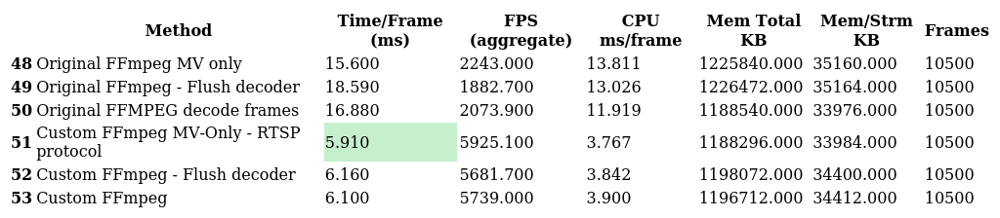 Method Time/Frame (ms) FPS (aggregate) CPU ms/frame Mem Total KB Mem/Strm KB Frames
48 Original FFmpeg MV only 15.600 2243.000 13.811 1225840.000 35160.000 10500
49 Original FFmpeg - Flush decoder 18.590 1882.700 13.026 1226472.000 35164.000 10500
50 Original FFMPEG decode frames 16.880 2073.900 11.919 1188540.000 33976.000 10500
51 Custom FFmpeg MV-Only - RTSP protocol 5.910 5925.100 3.767 1188296.000 33984.000 10500
52 Custom FFmpeg - Flush decoder 6.160 5681.700 3.842 1198072.000 34400.000 10500
53 Custom FFmpeg 6.100 5739.000 3.900 1196712.000 34412.000 10500